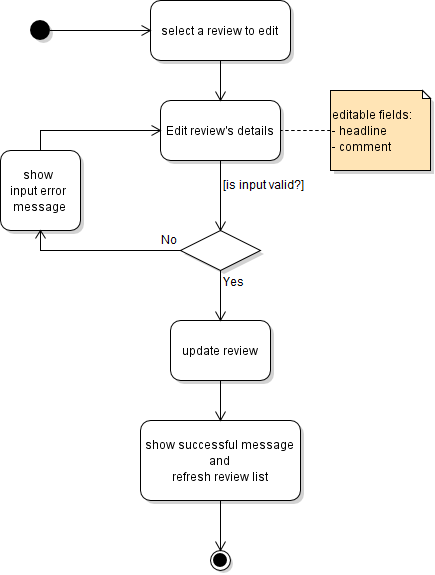 select a review to edit
Edit review's details
editable fields:
- headline
- comment
show
input error
message
[is input valid?]
No
Yes
update review
show successful message
and
refresh review list